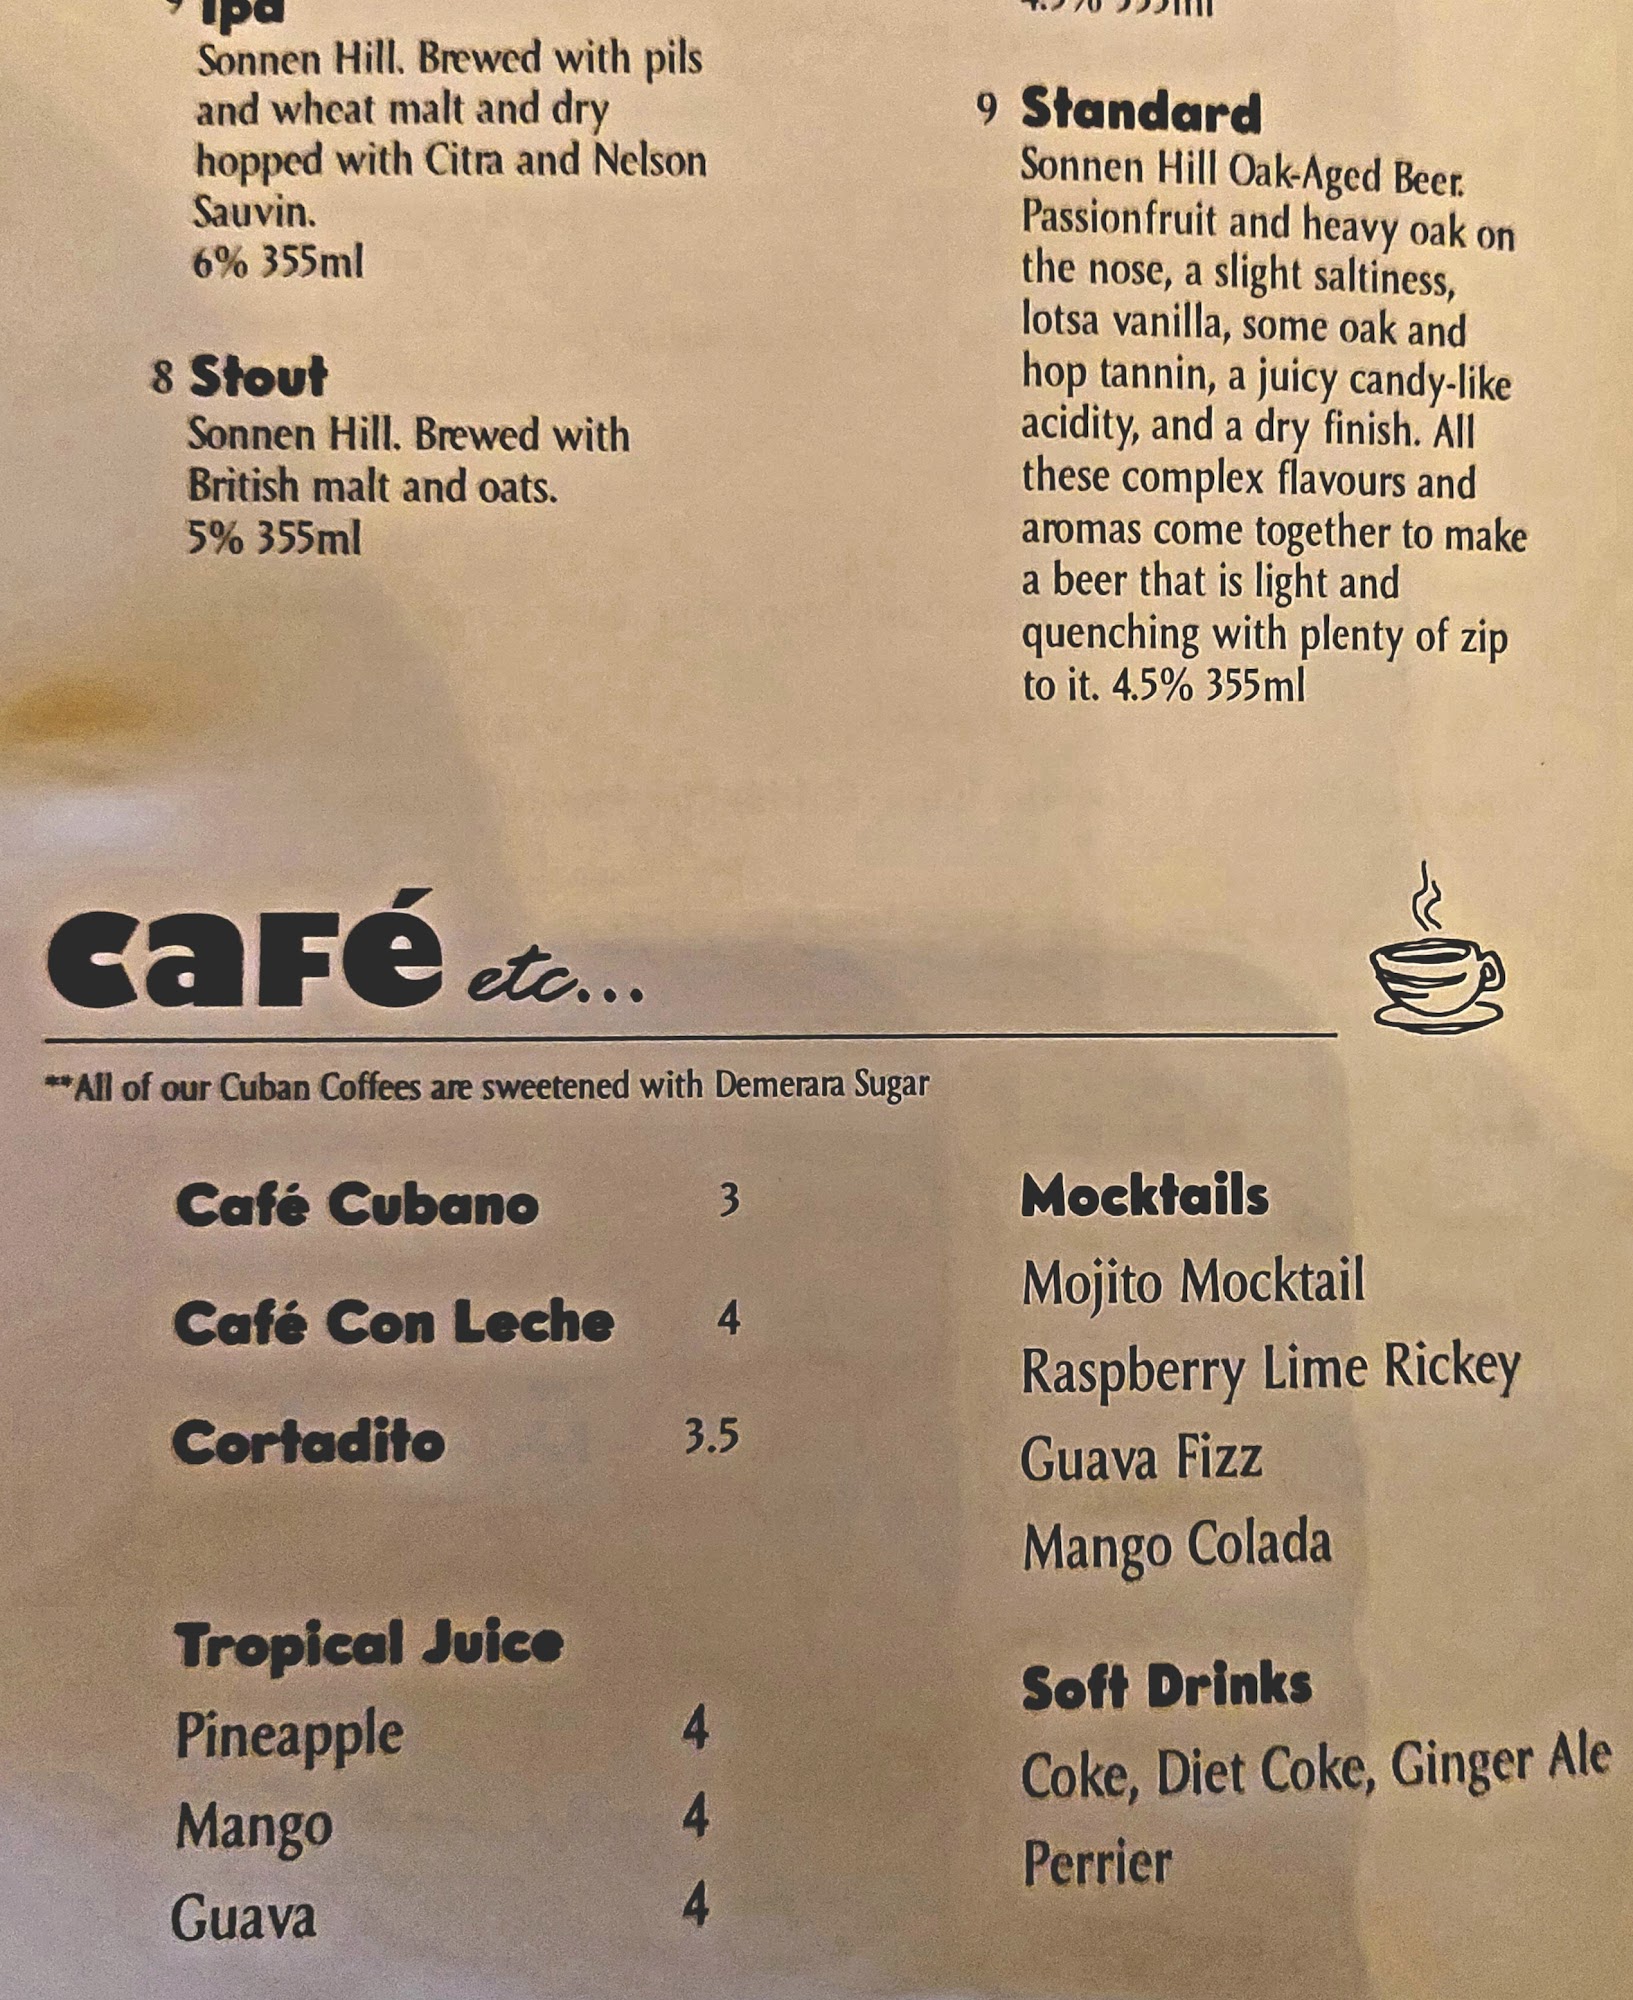 Ipa
Sonnen Hill. Brewed with pils
and wheat malt and dry
hopped with Citra and Nelson
Sauvin.
6% 355ml
8 Stout
Sonnen Hill. Brewed with
British malt and oats.
5% 355ml
4.5% 355ml
9 Standard
Sonnen Hill Oak-Aged Beer.
Passionfruit and heavy oak on
the nose, a slight saltiness,
lotsa vanilla, some oak and
hop tannin, a juicy candy-like
acidity, and a dry finish. All
these complex flavours and
aromas come together to make
a beer that is light and
quenching with plenty of zip
to it. 4.5% 355ml
café etc...
**All of our Cuban Coffees are sweetened with Demerara Sugar
Café Cubano 3
Café Con Leche 4
Cortadito 3.5
Tropical Juice
Pineapple 4
Mango 4
Guava 4
Mocktails
Mojito Mocktail
Raspberry Lime Rickey
Guava Fizz
Mango Colada
Soft Drinks
Coke, Diet Coke, Ginger Ale
Perrier